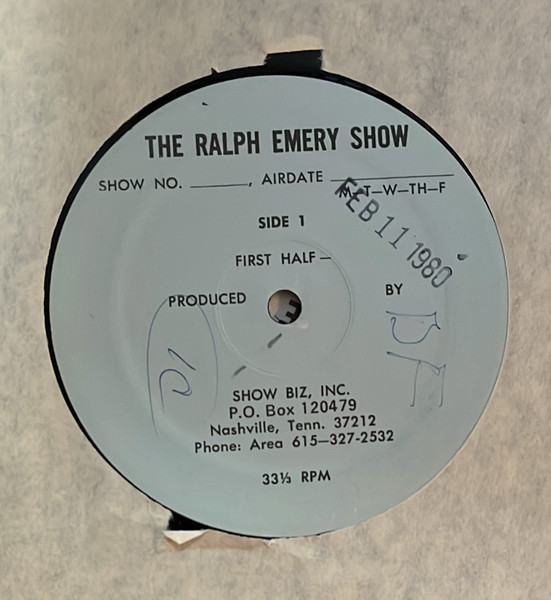 THE RALPH EMERY SHOW
SHOW NO. ______, AIRDATE ____________
M—T—W—TH—F
FEB 11 1980
SIDE 1
FIRST HALF—
PRODUCED BY
SHOW BIZ, INC.
P.O. Box 120479
Nashville, Tenn. 37212
Phone: Area 615—327-2532
33⅓ RPM